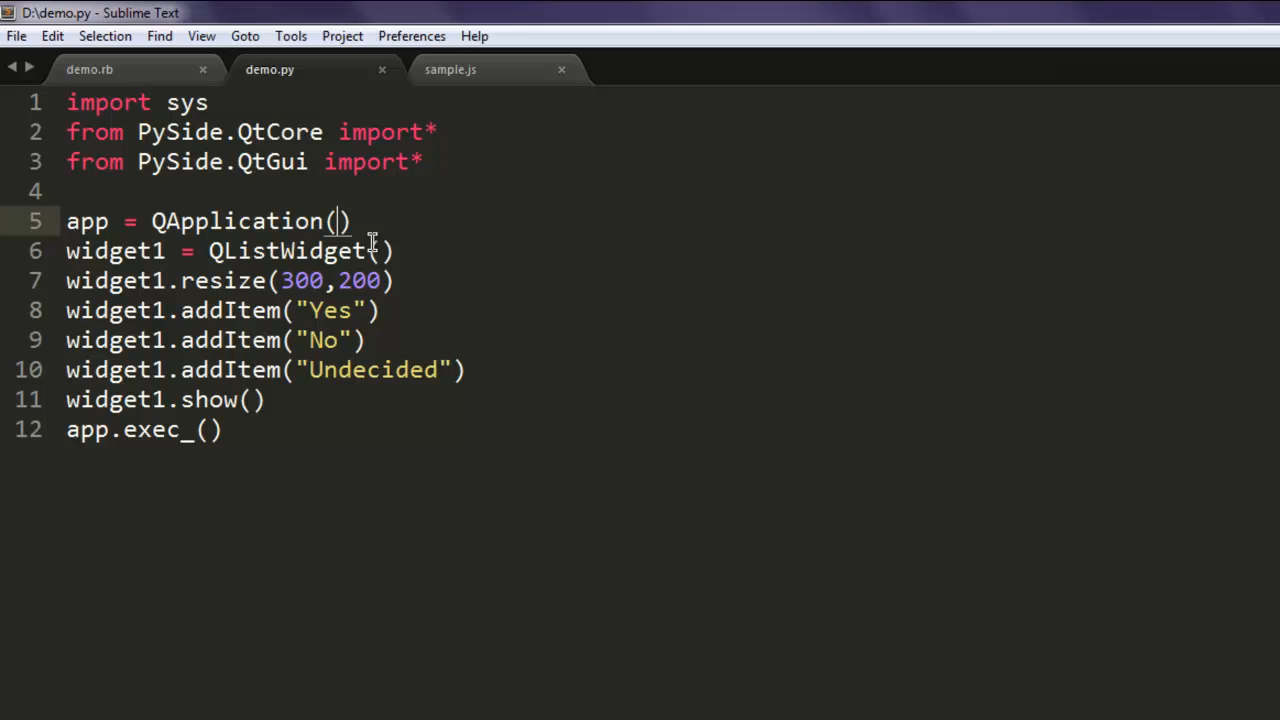 D:\demo.py - Sublime Text
File Edit Selection Find View Goto Tools Project Preferences Help
demo.rb demo.py sample.js
1 import sys
2 from PySide.QtCore import*
3 from PySide.QtGui import*
4
5 app = QApplication()
6 widget1 = QListWidget()
7 widget1.resize(300,200)
8 widget1.addItem("Yes")
9 widget1.addItem("No")
10 widget1.addItem("Undecided")
11 widget1.show()
12 app.exec_()